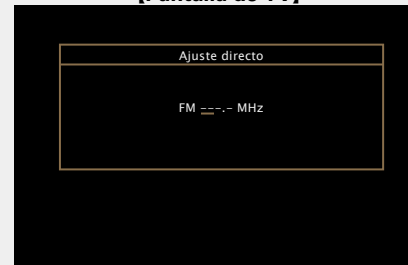 [Pantalla de TV]
Ajuste directo
FM ---.- MHz